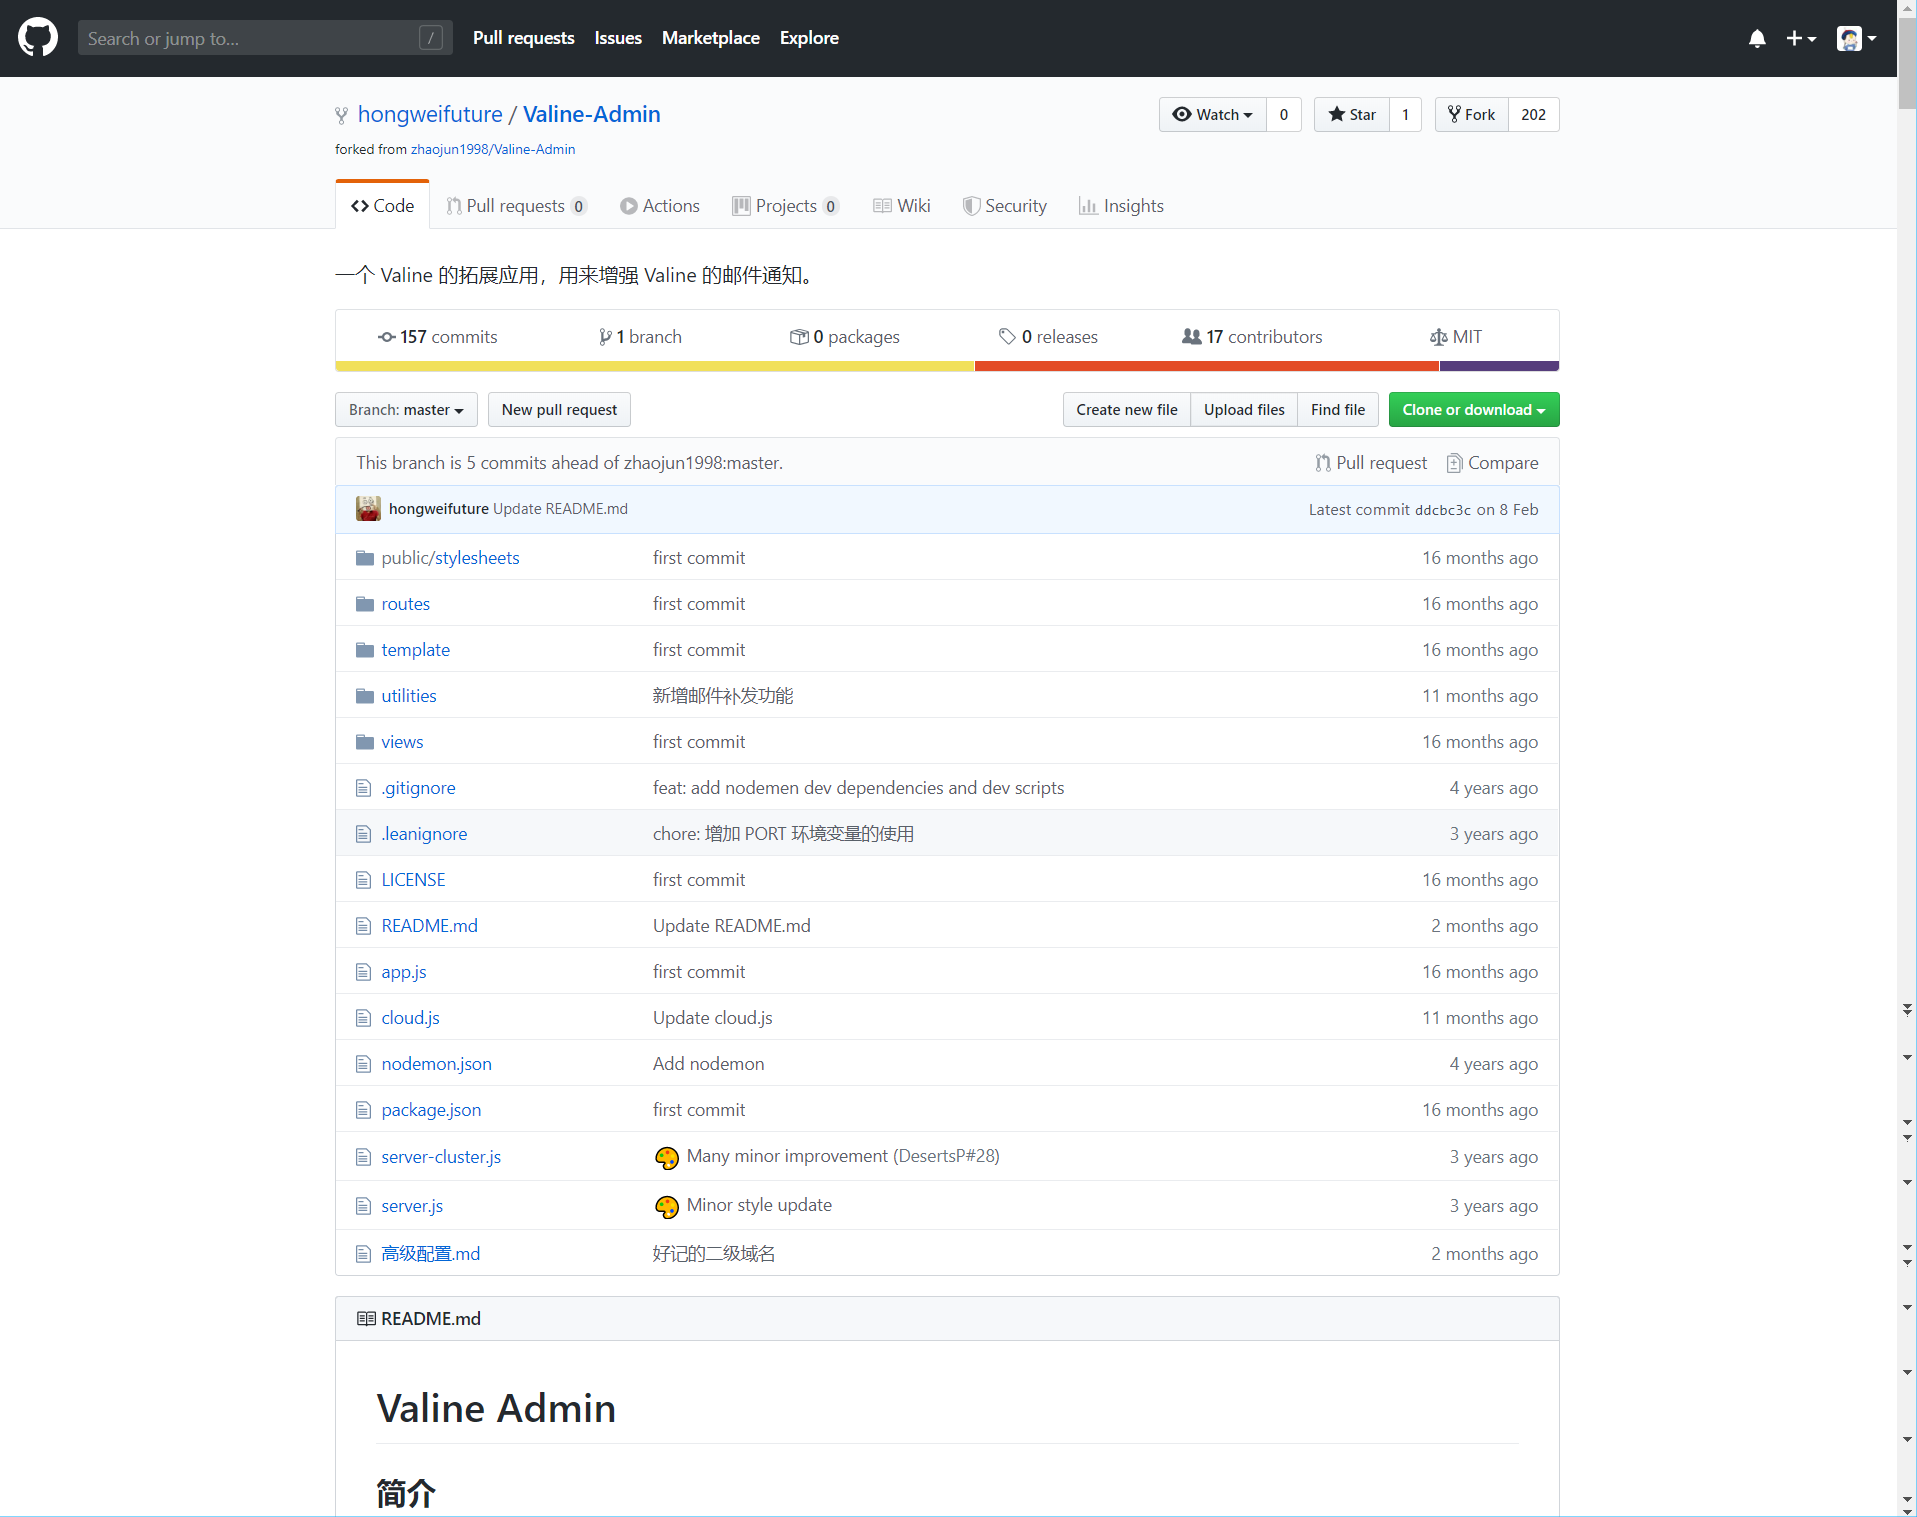 Search or jump to... / Pull requests Issues Marketplace Explore
hongweifuture / Valine-Admin Watch 0 Star 1 Fork 202
forked from zhaojun1998/Valine-Admin
Code Pull requests 0 Actions Projects 0 Wiki Security Insights
一个 Valine 的拓展应用，用来增强 Valine 的邮件通知。
157 commits 1 branch 0 packages 0 releases 17 contributors MIT
Branch: master New pull request Create new file Upload files Find file Clone or download
This branch is 5 commits ahead of zhaojun1998:master. Pull request Compare
hongweifuture Update README.md Latest commit ddcbc3c on 8 Feb
public/stylesheets first commit 16 months ago
routes first commit 16 months ago
template first commit 16 months ago
utilities 新增邮件补发功能 11 months ago
views first commit 16 months ago
.gitignore feat: add nodemen dev dependencies and dev scripts 4 years ago
.leanignore chore: 增加 PORT 环境变量的使用 3 years ago
LICENSE first commit 16 months ago
README.md Update README.md 2 months ago
app.js first commit 16 months ago
cloud.js Update cloud.js 11 months ago
nodemon.json Add nodemon 4 years ago
package.json first commit 16 months ago
server-cluster.js Many minor improvement (DesertsP#28) 3 years ago
server.js Minor style update 3 years ago
高级配置.md 好记的二级域名 2 months ago
README.md
Valine Admin
简介